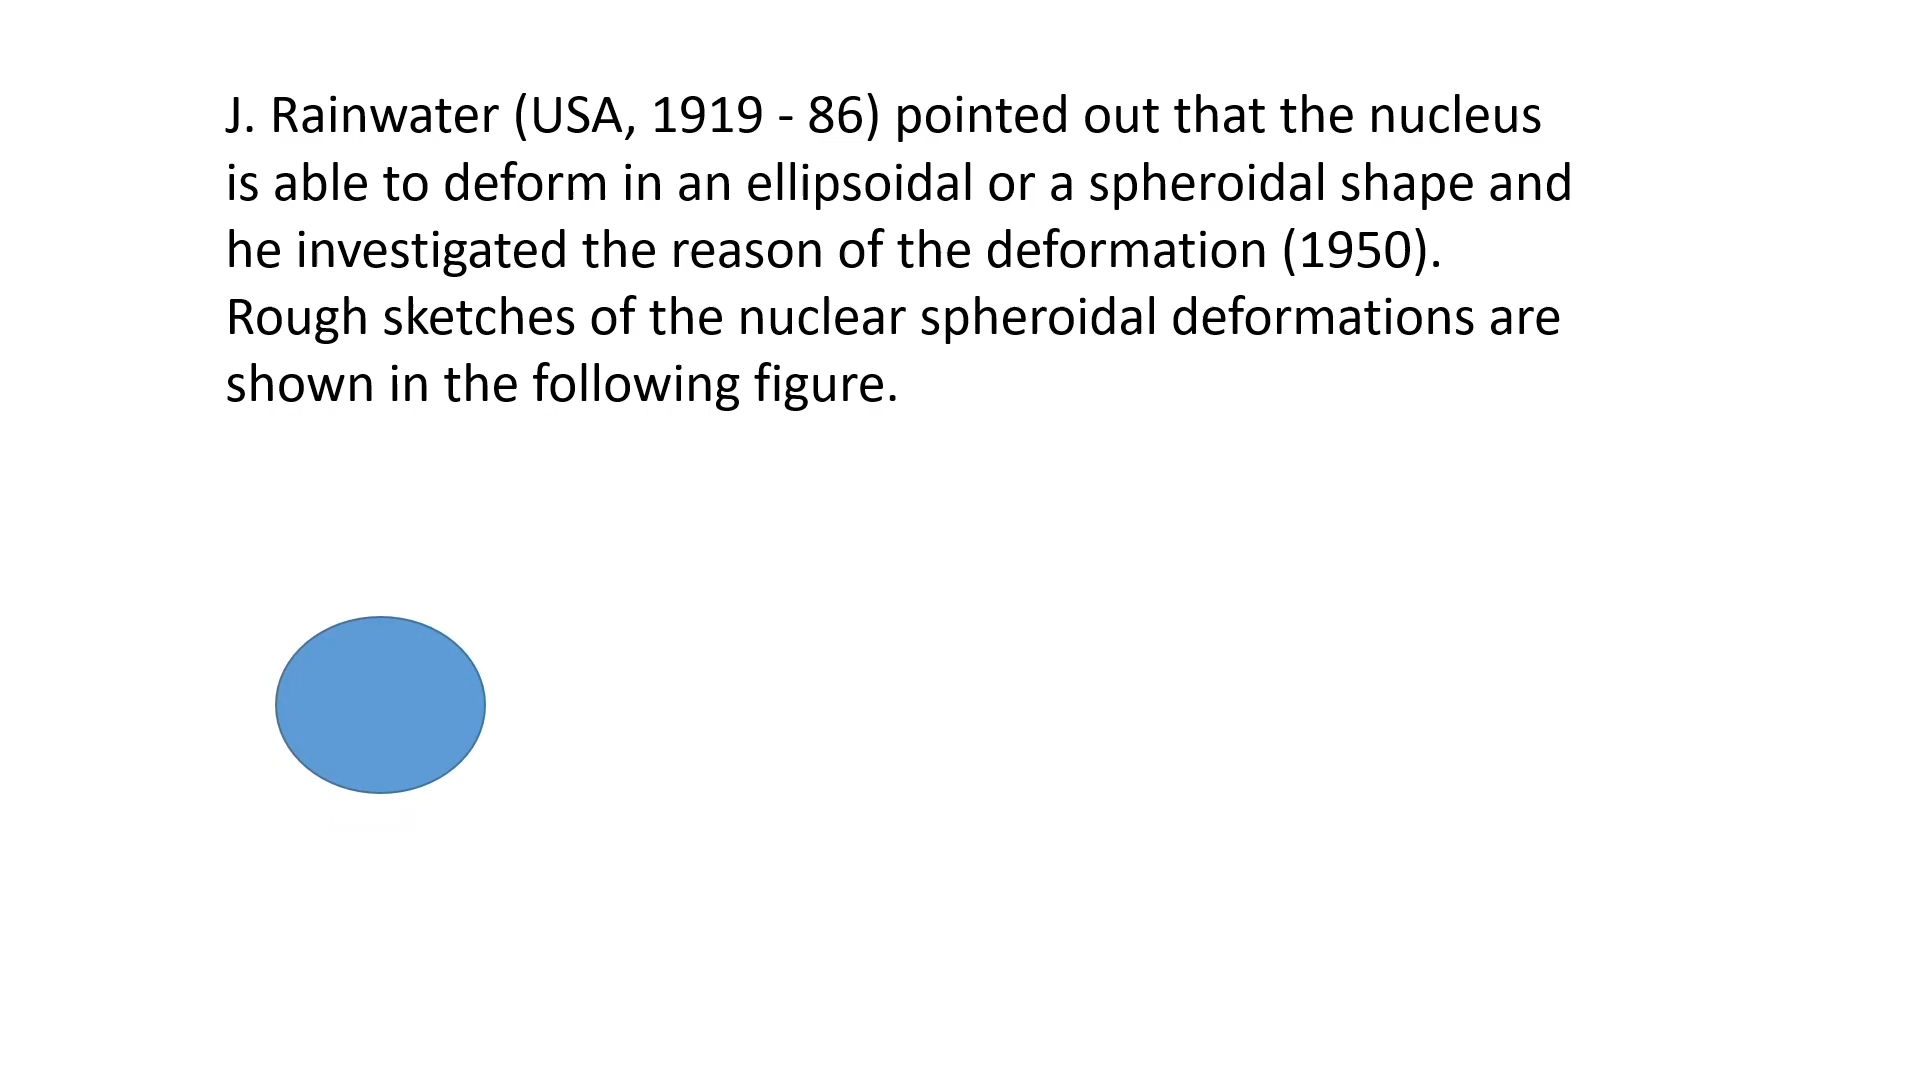 J. Rainwater (USA, 1919 - 86) pointed out that the nucleus
is able to deform in an ellipsoidal or a spheroidal shape and
he investigated the reason of the deformation (1950).
Rough sketches of the nuclear spheroidal deformations are
shown in the following figure.